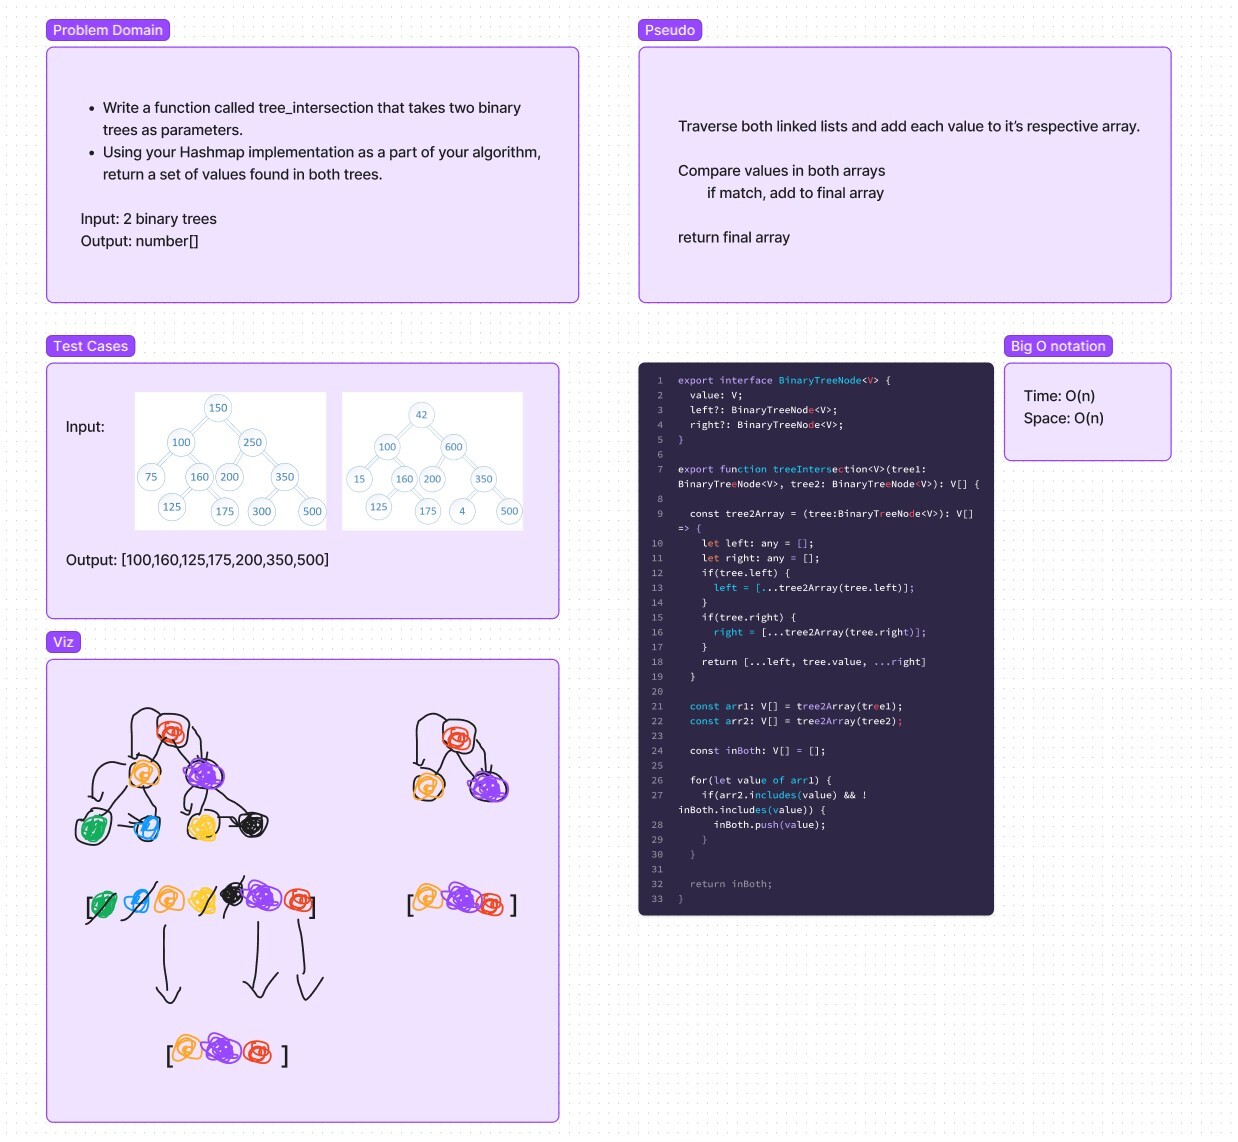 Problem Domain
• Write a function called tree_intersection that takes two binary
trees as parameters.
• Using your Hashmap implementation as a part of your algorithm,
return a set of values found in both trees.
Input: 2 binary trees
Output: number[]
Pseudo
Traverse both linked lists and add each value to it's respective array.
Compare values in both arrays
if match, add to final array
return final array
Test Cases
Input:
150
100 250
75 160 200 350
125 175 300 500
42
100 600
15 160 200 350
125 175 4 500
Output: [100,160,125,175,200,350,500]
Viz
[ ]
[ ]
[ ]
1 export interface BinaryTreeNode<V> {
2 value: V;
3 left?: BinaryTreeNode<V>;
4 right?: BinaryTreeNode<V>;
5 }
6
7 export function treeIntersection<V>(tree1:
BinaryTreeNode<V>, tree2: BinaryTreeNode<V>): V[] {
8
9 const tree2Array = (tree:BinaryTreeNode<V>): V[]
=> {
10 let left: any = [];
11 let right: any = [];
12 if(tree.left) {
13 left = [...tree2Array(tree.left)];
14 }
15 if(tree.right) {
16 right = [...tree2Array(tree.right)];
17 }
18 return [...left, tree.value, ...right]
19 }
20
21 const arr1: V[] = tree2Array(tree1);
22 const arr2: V[] = tree2Array(tree2);
23
24 const inBoth: V[] = [];
25
26 for(let value of arr1) {
27 if(arr2.includes(value) && !
inBoth.includes(value)) {
28 inBoth.push(value);
29 }
30 }
31
32 return inBoth;
33 }
Big O notation
Time: O(n)
Space: O(n)